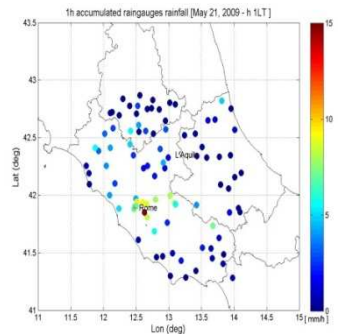 1h accumulated raingauges rainfall [May 21, 2009 - h 1LT ]
43.5
43
42.5
42
41.5
41
Lat (deg)
L'Aquil
Rome
11 11.5 12 12.5 13 13.5 14 14.5 15
Lon (deg)
15
10
5
0
[mmh]